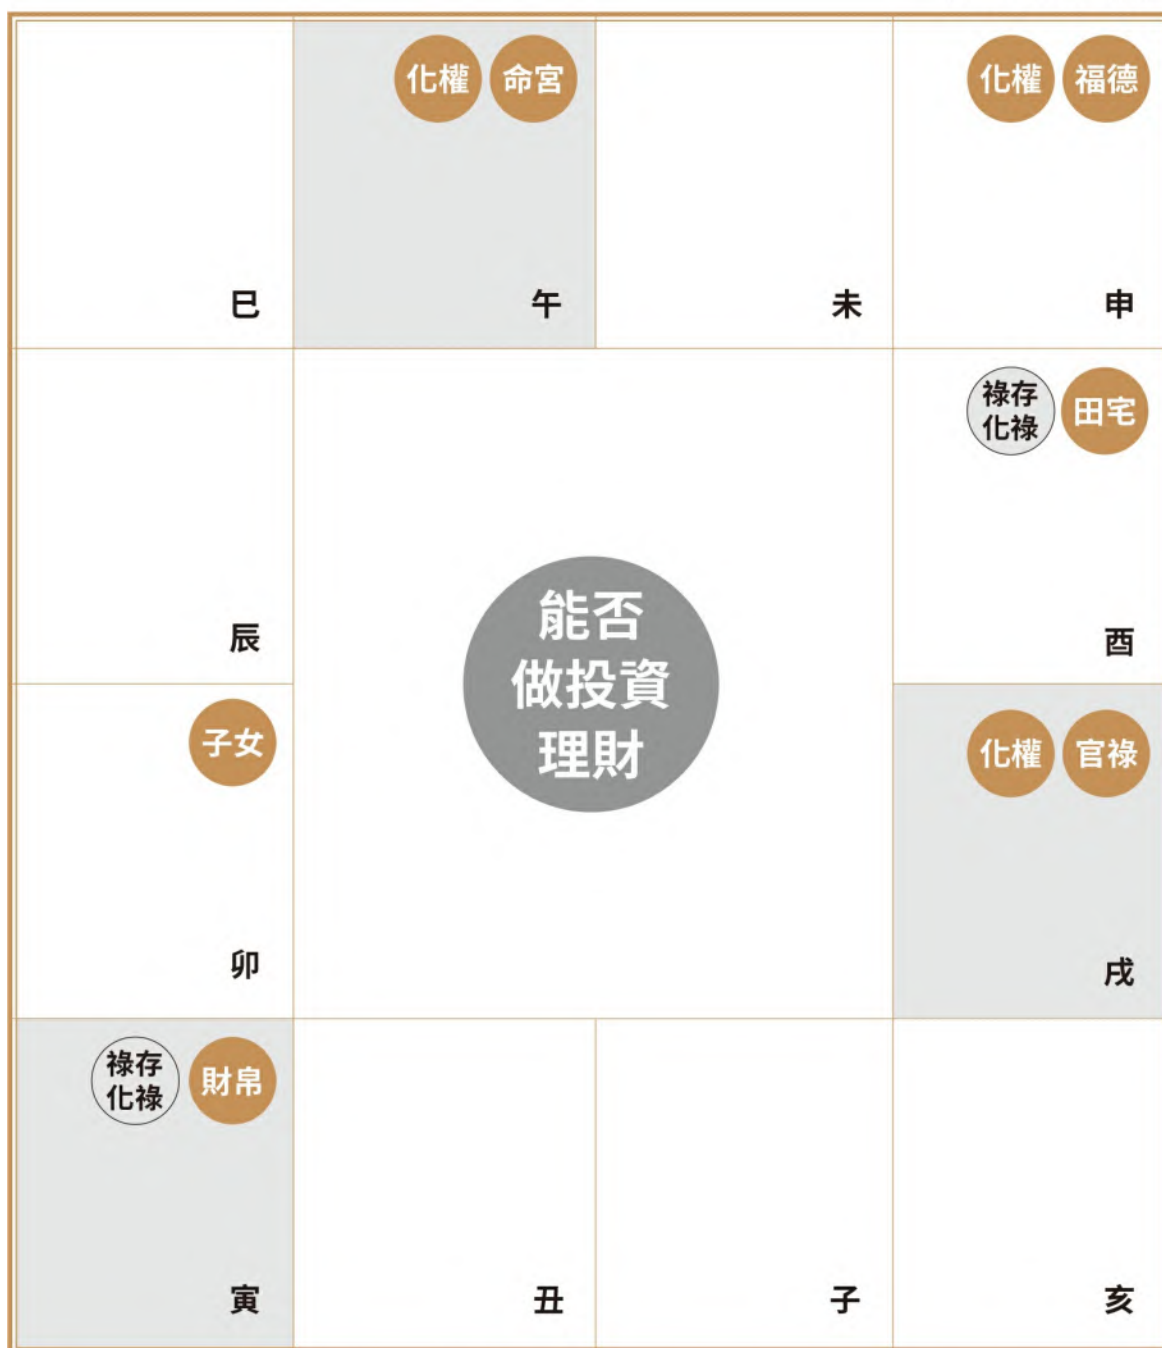 化權 命宮
化權 福德
巳
午
未
申
祿存
化祿
田宅
辰
酉
能否
做投資
理財
子女
化權 官祿
卯
戌
祿存
化祿
財帛
寅
丑
子
亥